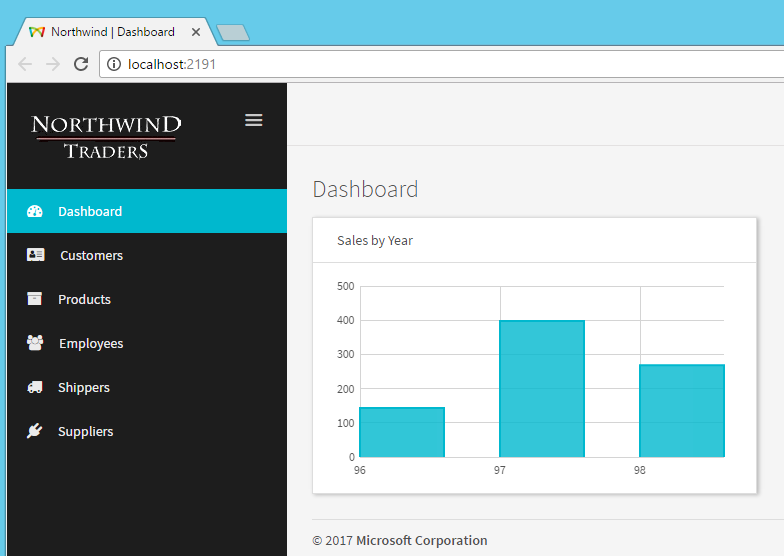 Northwind | Dashboard
localhost:2191
NORTHWIND
TRADERS
Dashboard
Customers
Products
Employees
Shippers
Suppliers
Dashboard
Sales by Year
500
400
300
200
100
0
96 97 98
© 2017 Microsoft Corporation